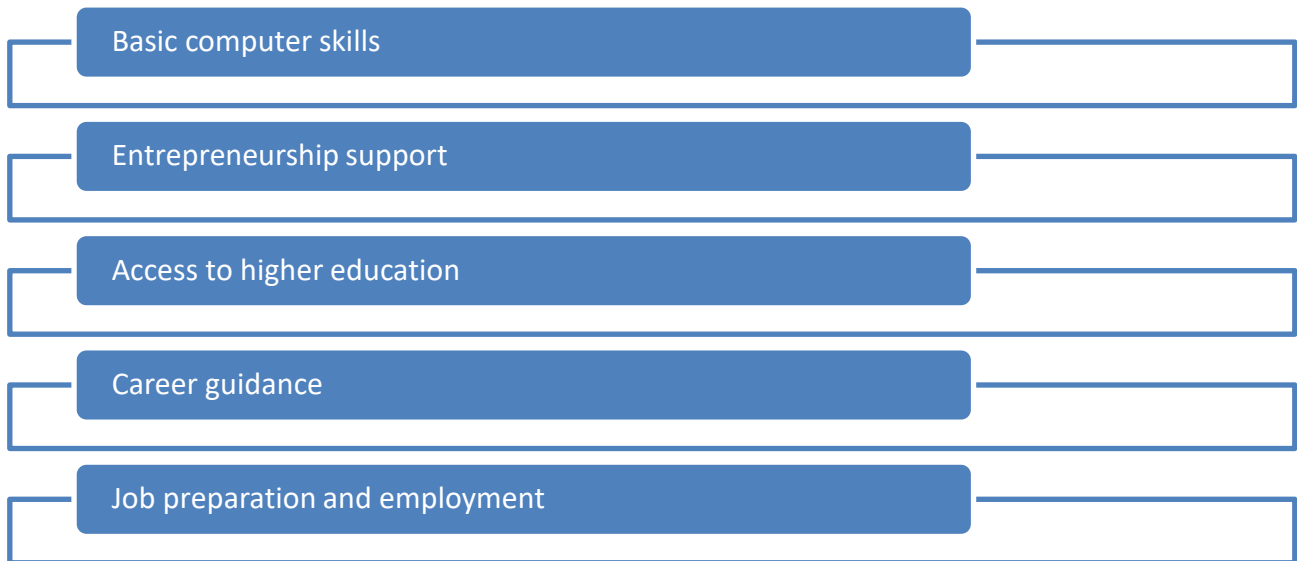 Basic computer skills
Entrepreneurship support
Access to higher education
Career guidance
Job preparation and employment